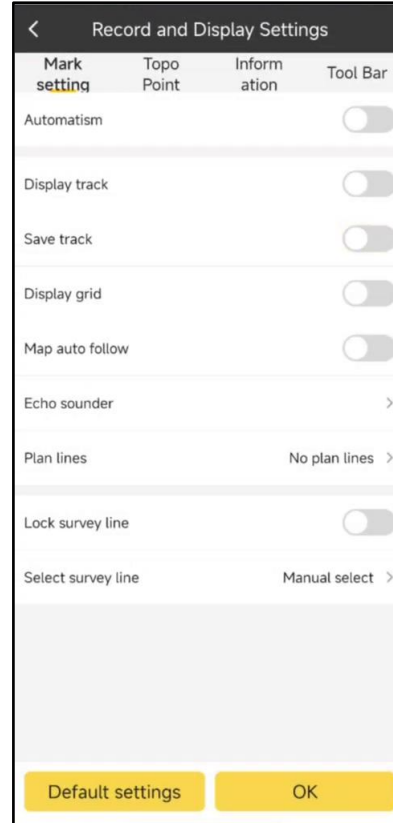 Record and Display Settings
Mark setting
Topo Point
Inform ation
Tool Bar
Automatism
Display track
Save track
Display grid
Map auto follow
Echo sounder
Plan lines No plan lines
Lock survey line
Select survey line Manual select
Default settings OK